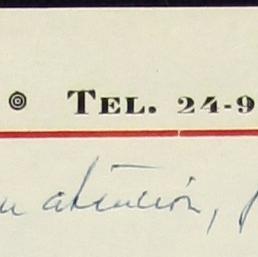 TEL. 24-9
atención,